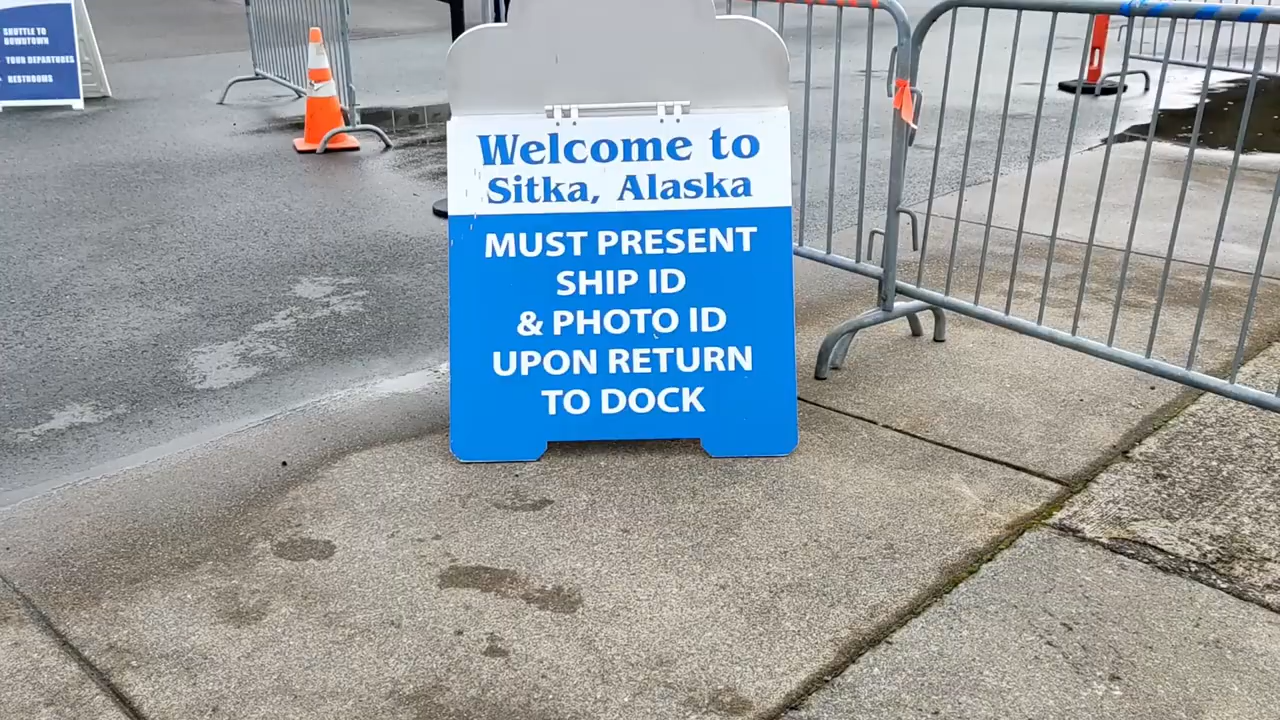 SHUTTLE TO
DOWNTOWN
TOUR DEPARTURES
RESTROOMS
Welcome to
Sitka, Alaska
MUST PRESENT
SHIP ID
& PHOTO ID
UPON RETURN
TO DOCK